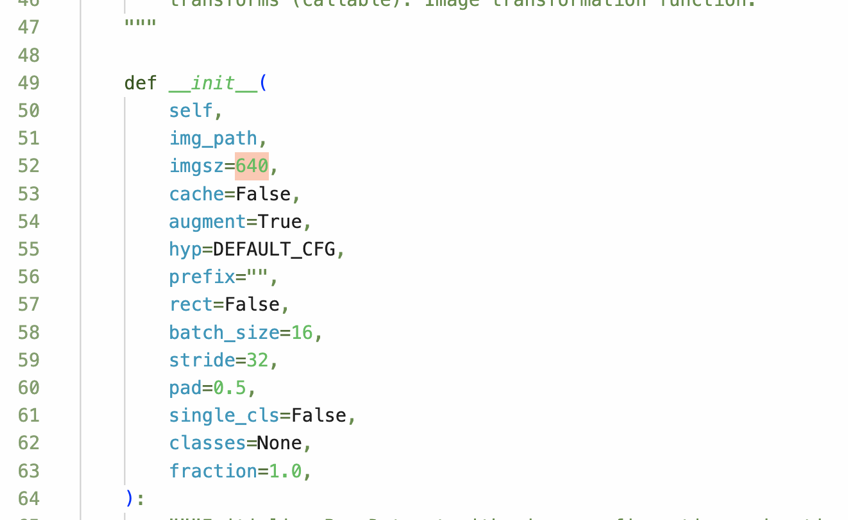 46 transforms (callable): Image transformation function.
47 """
48
49 def __init__(
50 self,
51 img_path,
52 imgsz=640,
53 cache=False,
54 augment=True,
55 hyp=DEFAULT_CFG,
56 prefix="",
57 rect=False,
58 batch_size=16,
59 stride=32,
60 pad=0.5,
61 single_cls=False,
62 classes=None,
63 fraction=1.0,
64 ):